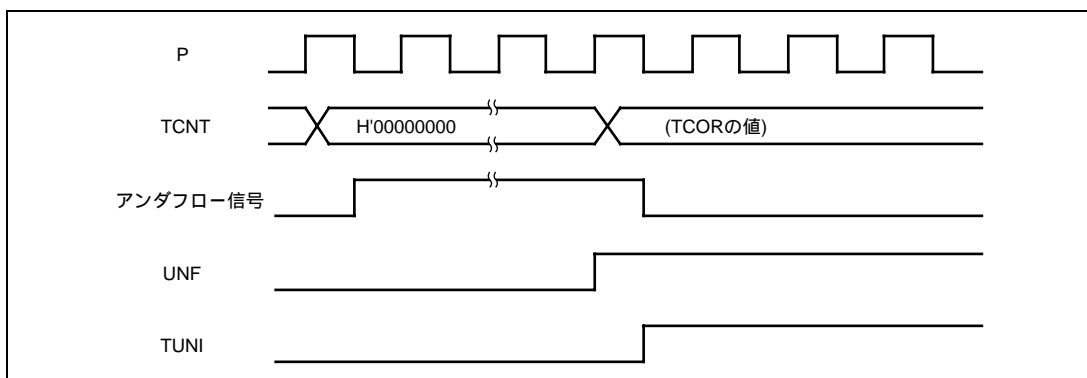 P
TCNT
H'00000000
(TCORの値)
アンダフロー信号
UNF
TUNI